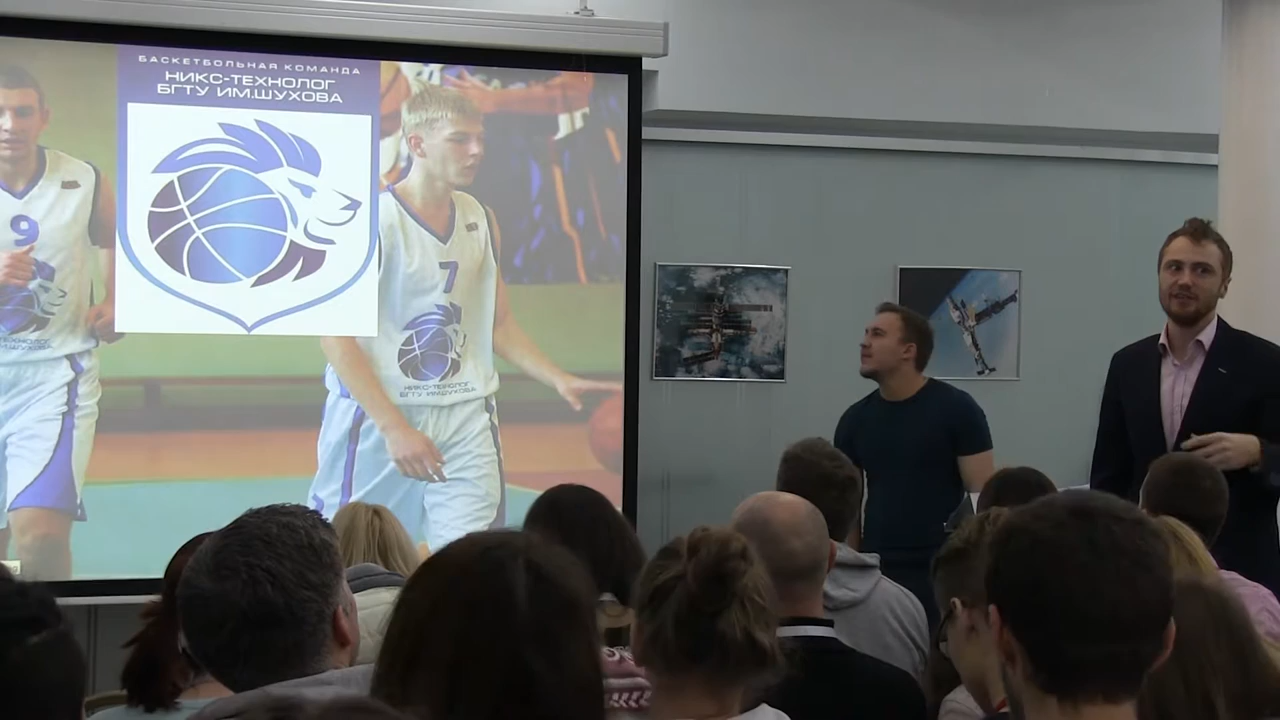 БАСКЕТБОЛЬНАЯ КОМАНДА
НИКС-ТЕХНОЛОГ
БГТУ ИМ.ШУХОВА
9
7
НИКС-ТЕХНОЛОГ
БГТУ ИМ.ШУХОВА